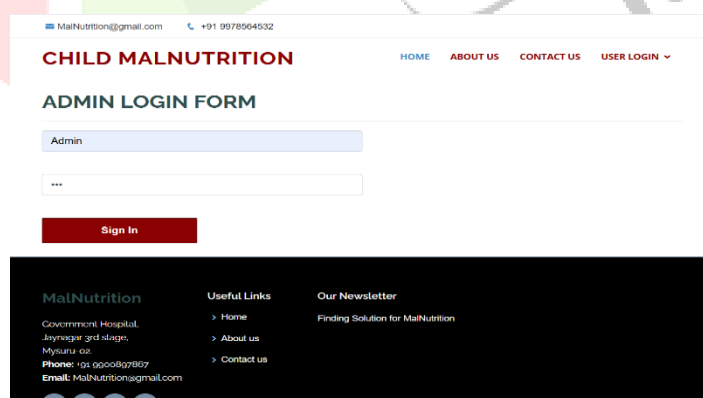 MalNutrition@gmail.com +91 9978564532
CHILD MALNUTRITION HOME ABOUT US CONTACT US USER LOGIN
ADMIN LOGIN FORM
Admin
•••
Sign In
MalNutrition
Government Hospital,
Jaynagar 3rd stage,
Mysuru-02.
Phone: +91 9900897867
Email: MalNutrition@gmail.com
Useful Links
Home
About us
Contact us
Our Newsletter
Finding Solution for MalNutrition